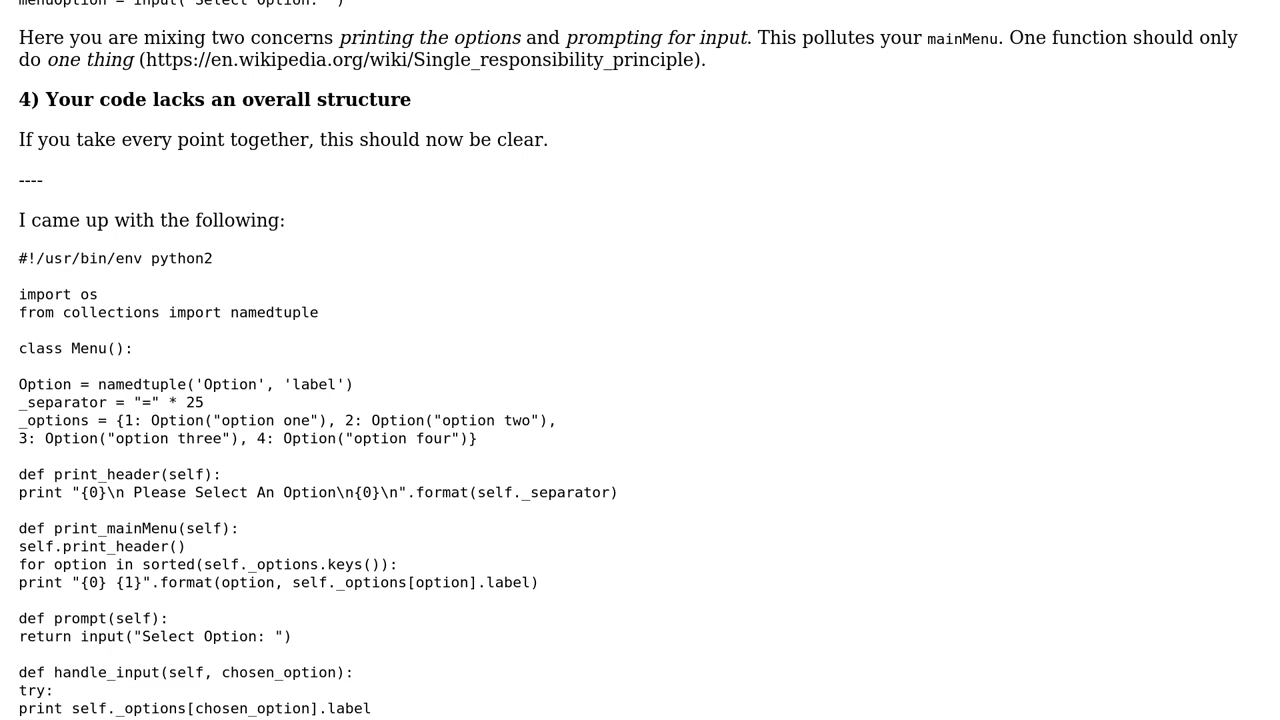 menuOption = input("Select Option: ")
Here you are mixing two concerns printing the options and prompting for input. This pollutes your mainMenu. One function should only
do one thing (https://en.wikipedia.org/wiki/Single_responsibility_principle).
4) Your code lacks an overall structure
If you take every point together, this should now be clear.
----
I came up with the following:
#!/usr/bin/env python2
import os
from collections import namedtuple
class Menu():
Option = namedtuple('Option', 'label')
_separator = "=" * 25
_options = {1: Option("option one"), 2: Option("option two"),
3: Option("option three"), 4: Option("option four")}
def print_header(self):
print "{0}\n Please Select An Option\n{0}\n".format(self._separator)
def print_mainMenu(self):
self.print_header()
for option in sorted(self._options.keys()):
print "{0} {1}".format(option, self._options[option].label)
def prompt(self):
return input("Select Option: ")
def handle_input(self, chosen_option):
try:
print self._options[chosen_option].label